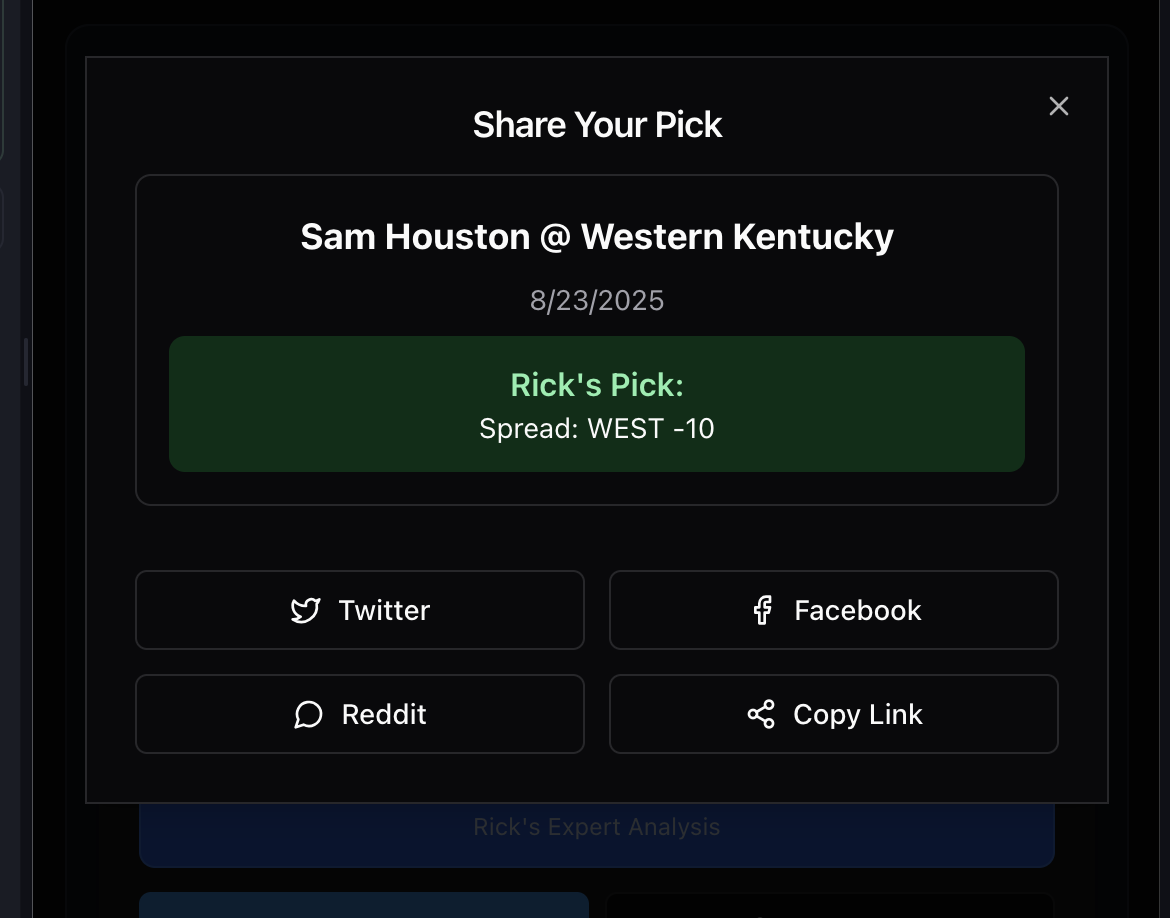 Share Your Pick
Sam Houston @ Western Kentucky
8/23/2025
Rick's Pick:
Spread: WEST -10
Twitter
Facebook
Reddit
Copy Link
Rick's Expert Analysis